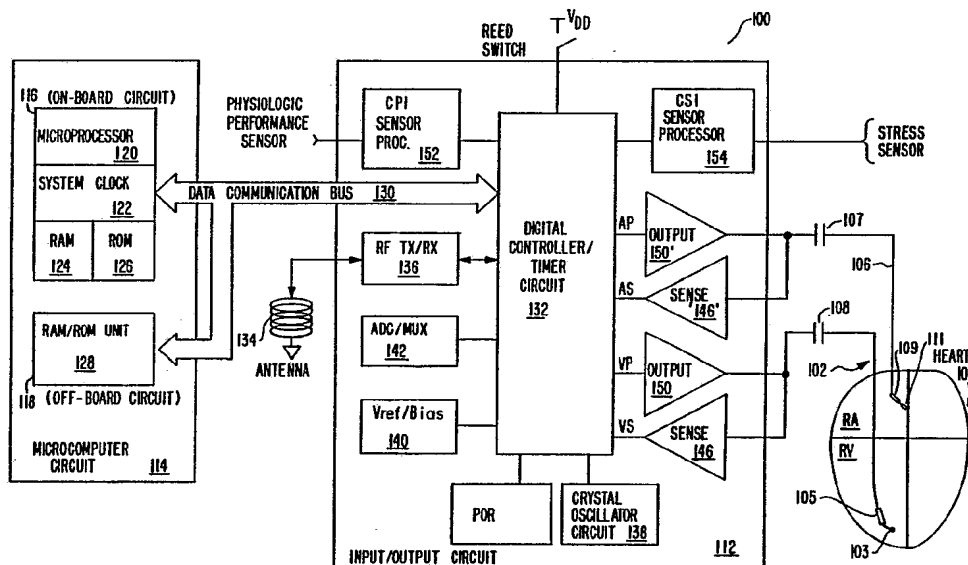 REED
SWITCH
VDD
100
116 (ON-BOARD CIRCUIT)
MICROPROCESSOR
120
SYSTEM CLOCK
122
RAM
124
ROM
126
RAM/ROM UNIT
128
118 (OFF-BOARD CIRCUIT)
MICROCOMPUTER
CIRCUIT 114
PHYSIOLOGIC
PERFORMANCE
SENSOR
CPI
SENSOR
PROC. 152
CSI
SENSOR
PROCESSOR
154
STRESS
SENSOR
DATA COMMUNICATION BUS 130
RF TX/RX
136
134
ANTENNA
ADC/MUX
142
Vref/Bias
140
DIGITAL
CONTROLLER/
TIMER
CIRCUIT
132
AP
OUTPUT
150'
AS
SENSE
146'
VP
OUTPUT
150
VS
SENSE
146
107
106
108
102
109
111
HEART
RA
RV
105
103
POR
CRYSTAL
OSCILLATOR
CIRCUIT 138
INPUT/OUTPUT CIRCUIT
112